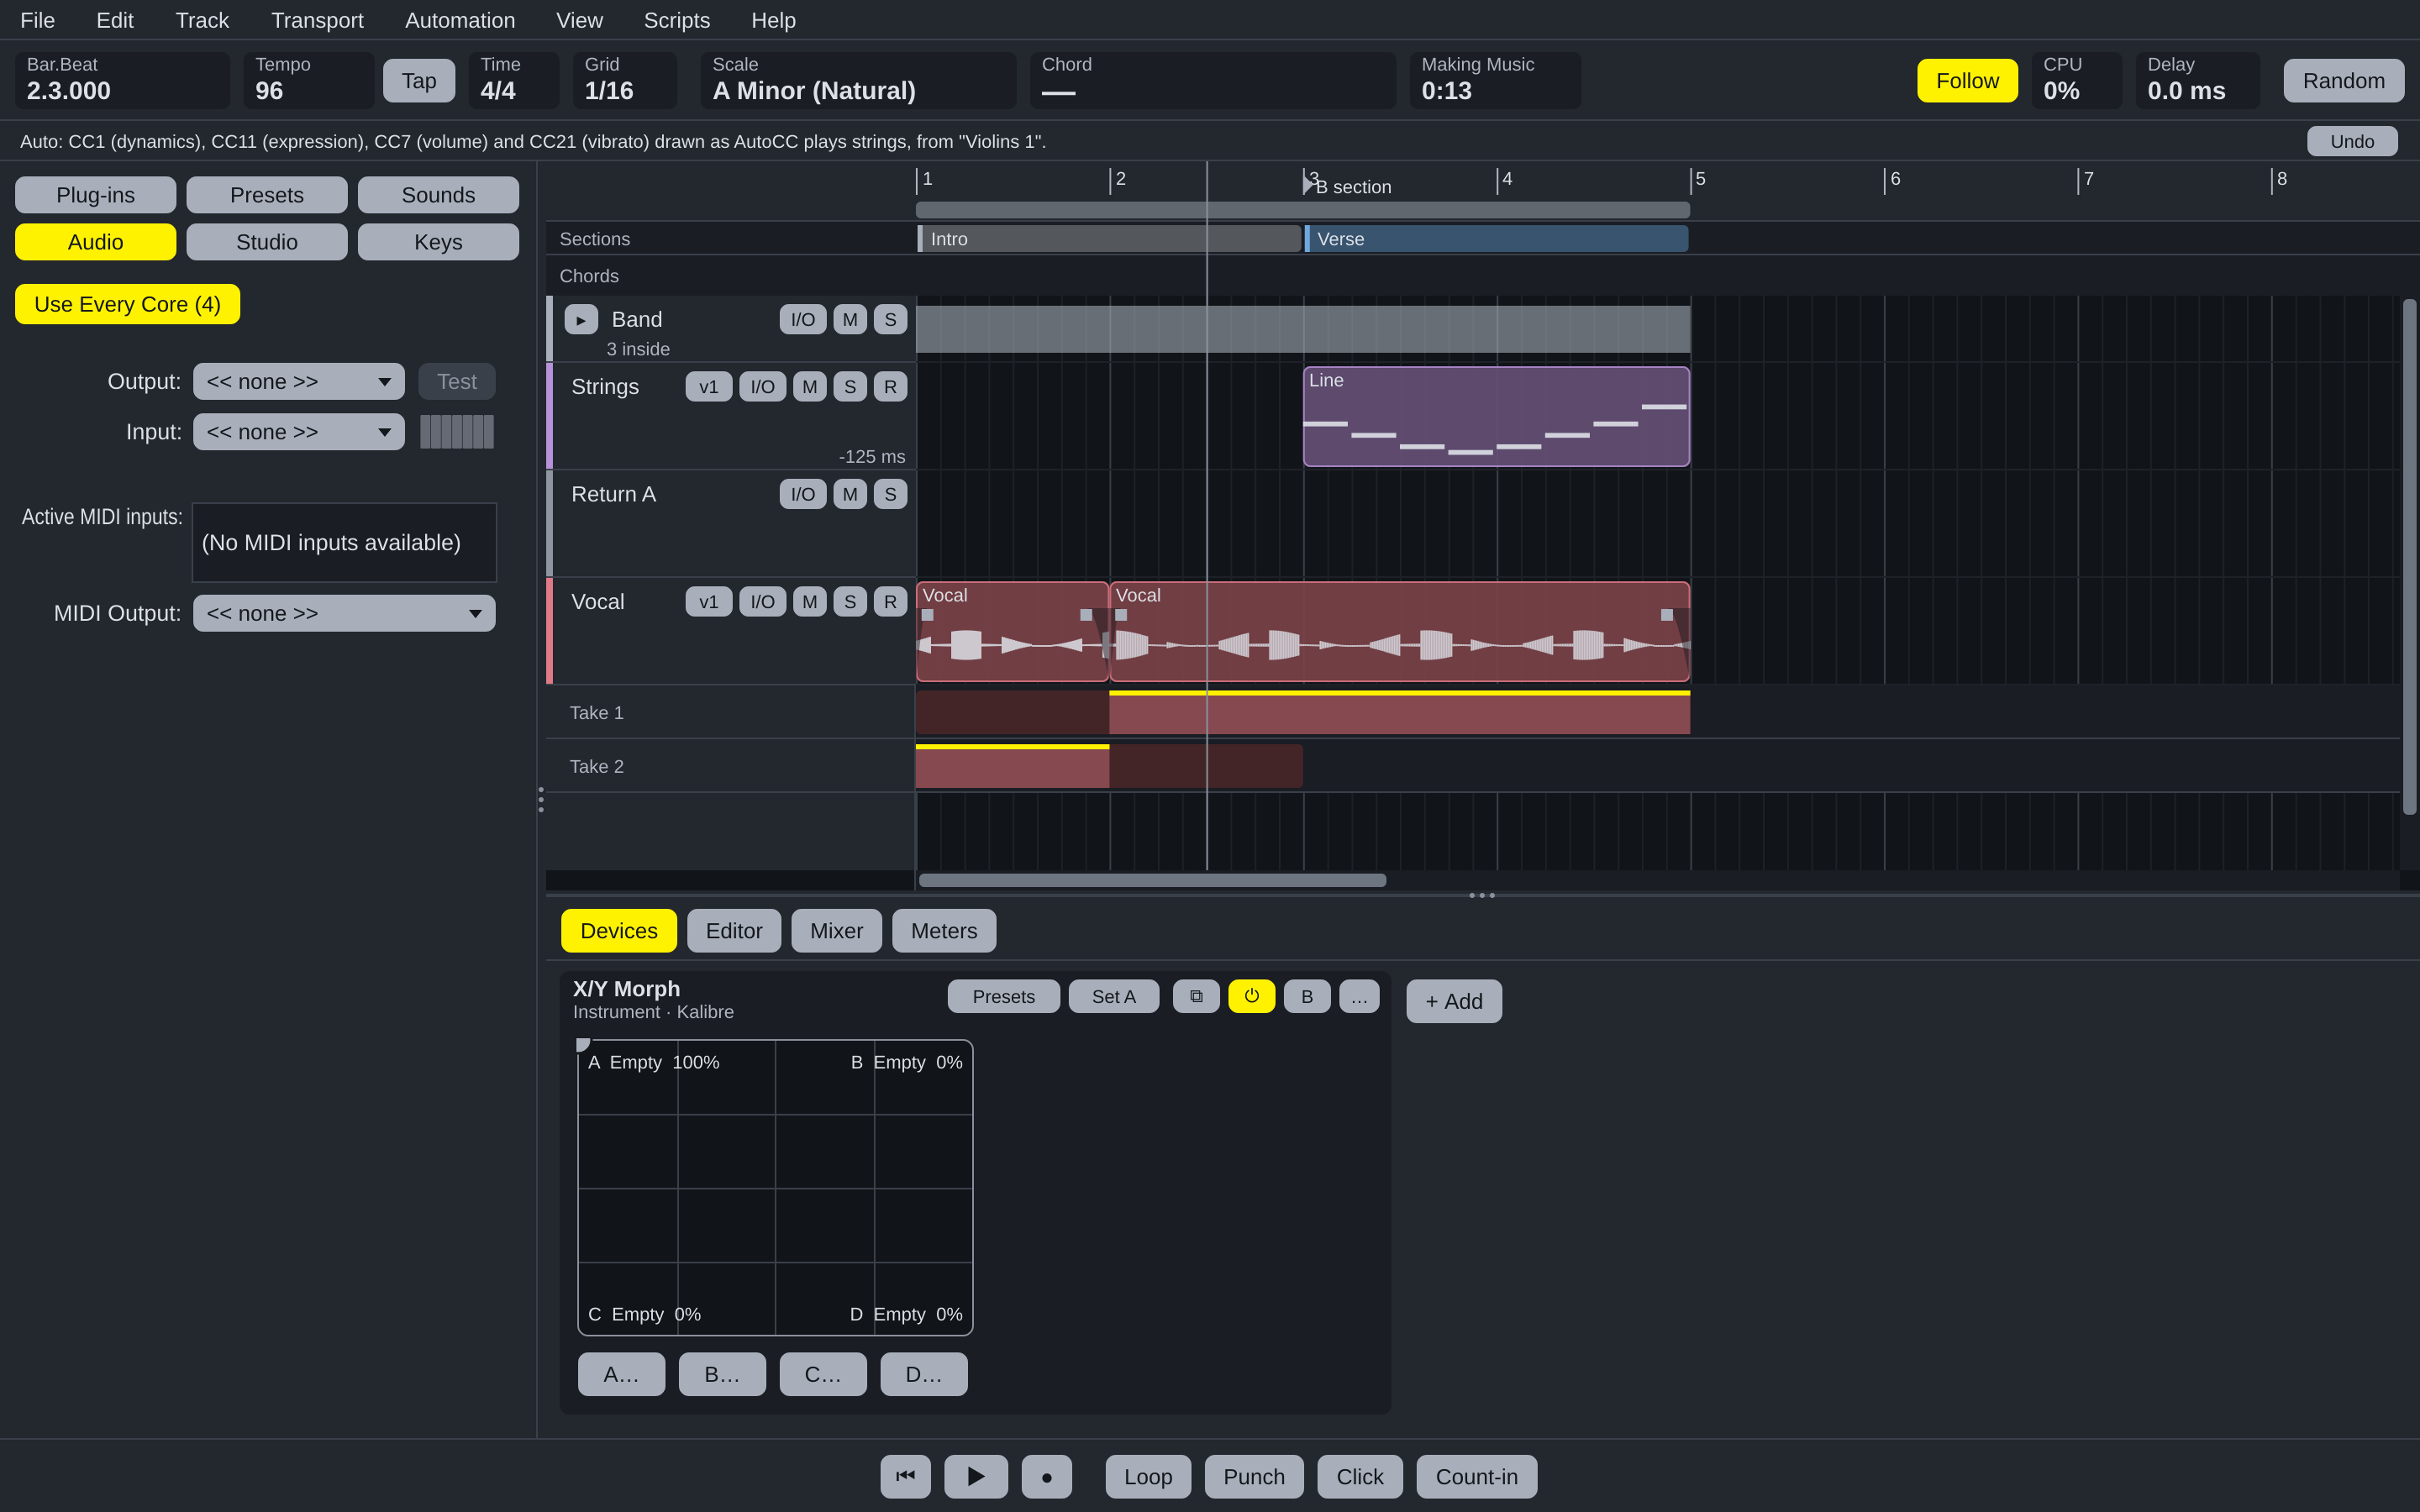 File Edit Track Transport Automation View Scripts Help
Bar.Beat Tempo Time Grid Scale Chord Making Music CPU Delay
2.3.000 96 Tap 4/4 1/16 A Minor (Natural) — 0:13 Follow 0% 0.0 ms Random
Auto: CC1 (dynamics), CC11 (expression), CC7 (volume) and CC21 (vibrato) drawn as AutoCC plays strings, from "Violins 1". Undo
Plug-ins Presets Sounds
Audio Studio Keys
Use Every Core (4)
Output: << none >> Test
Input: << none >>
Active MIDI inputs: (No MIDI inputs available)
MIDI Output: << none >>
1 2 3 B section 4 5 6 7 8
Sections Intro Verse
Chords
Band I/O M S
3 inside
Strings v1 I/O M S R Line
-125 ms
Return A I/O M S
Vocal v1 I/O M S R Vocal Vocal
Take 1
Take 2
Devices Editor Mixer Meters
X/Y Morph Presets Set A B … + Add
Instrument · Kalibre
A Empty 100% B Empty 0%
C Empty 0% D Empty 0%
A… B… C… D…
Loop Punch Click Count-in